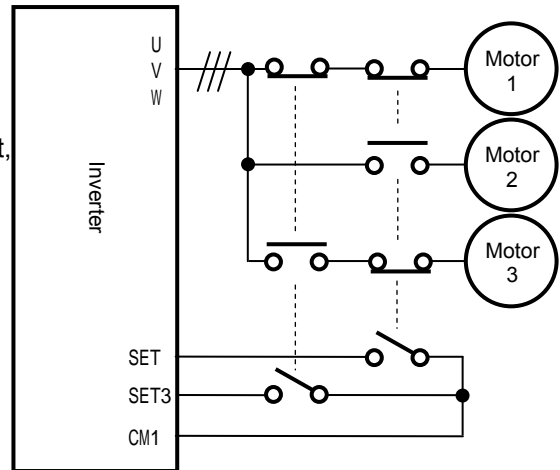 U
V
W
t,
Inverter
Motor
1
Motor
2
Motor
3
SET
SET3
CM1